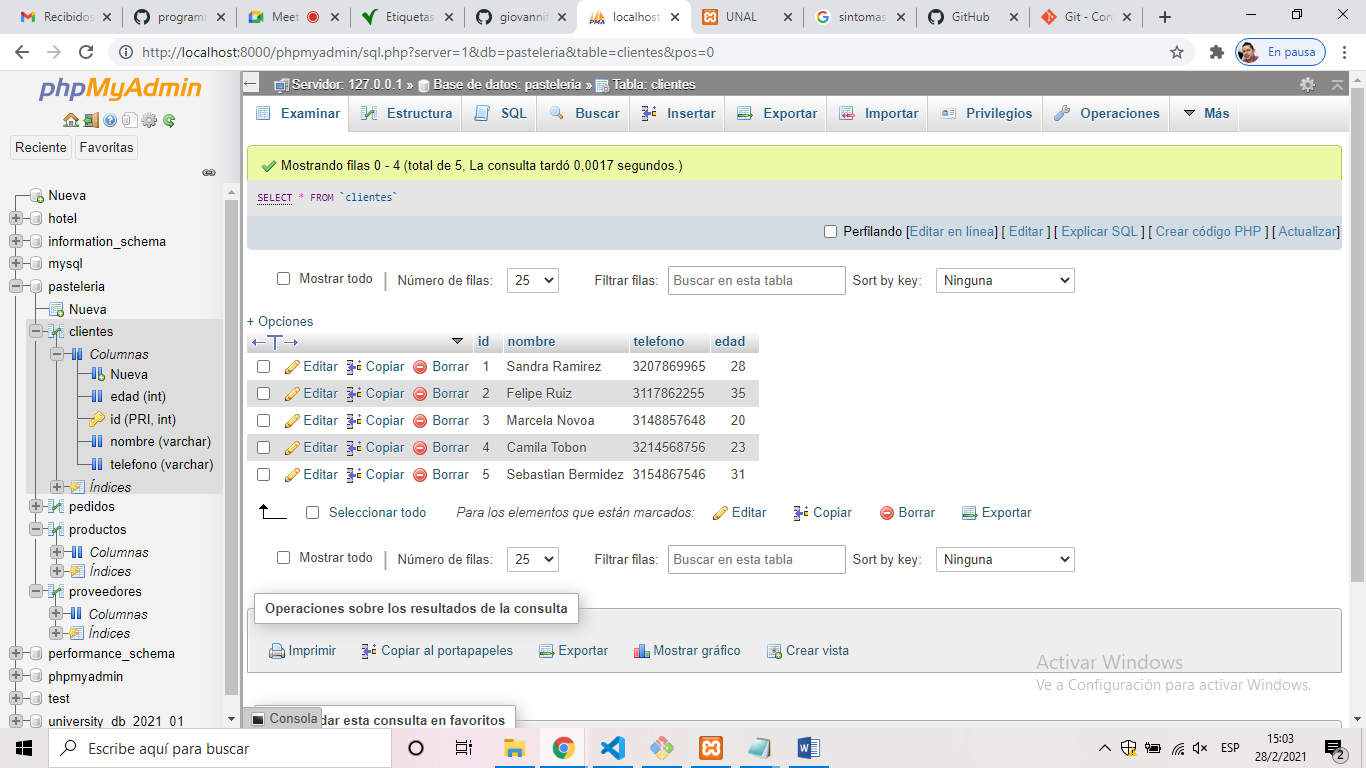 Recibidos
programm
Meet
Etiquetas
giovannif
localhost
UNAL
sintomas
GitHub
Git - Con
http://localhost:8000/phpmyadmin/sql.php?server=1&db=pasteleria&table=clientes&pos=0
En pausa
phpMyAdmin
Reciente
Favoritas
Nueva
hotel
information_schema
mysql
pasteleria
Nueva
clientes
Columnas
Nueva
edad (int)
id (PRI, int)
nombre (varchar)
telefono (varchar)
Índices
pedidos
productos
Columnas
Índices
proveedores
Columnas
Índices
performance_schema
phpmyadmin
test
university_db_2021_01
Servidor: 127.0.0.1 » Base de datos: pasteleria » Tabla: clientes
Examinar Estructura SQL Buscar Insertar Exportar Importar Privilegios Operaciones Más
Mostrando filas 0 - 4 (total de 5, La consulta tardó 0,0017 segundos.)
SELECT * FROM `clientes`
Perfilando [Editar en línea] [ Editar ] [ Explicar SQL ] [ Crear código PHP ] [ Actualizar]
Mostrar todo | Número de filas: 25 Filtrar filas: Buscar en esta tabla Sort by key: Ninguna
+ Opciones
←T→ id nombre telefono edad
Editar Copiar Borrar 1 Sandra Ramirez 3207869965 28
Editar Copiar Borrar 2 Felipe Ruiz 3117862255 35
Editar Copiar Borrar 3 Marcela Novoa 3148857648 20
Editar Copiar Borrar 4 Camila Tobon 3214568756 23
Editar Copiar Borrar 5 Sebastian Bermidez 3154867546 31
Seleccionar todo Para los elementos que están marcados: Editar Copiar Borrar Exportar
Mostrar todo | Número de filas: 25 Filtrar filas: Buscar en esta tabla Sort by key: Ninguna
Operaciones sobre los resultados de la consulta
Imprimir Copiar al portapapeles Exportar Mostrar gráfico Crear vista
Activar Windows
Ve a Configuración para activar Windows.
Consola
dar esta consulta en favoritos
Escribe aquí para buscar
ESP
15:03
28/2/2021
2